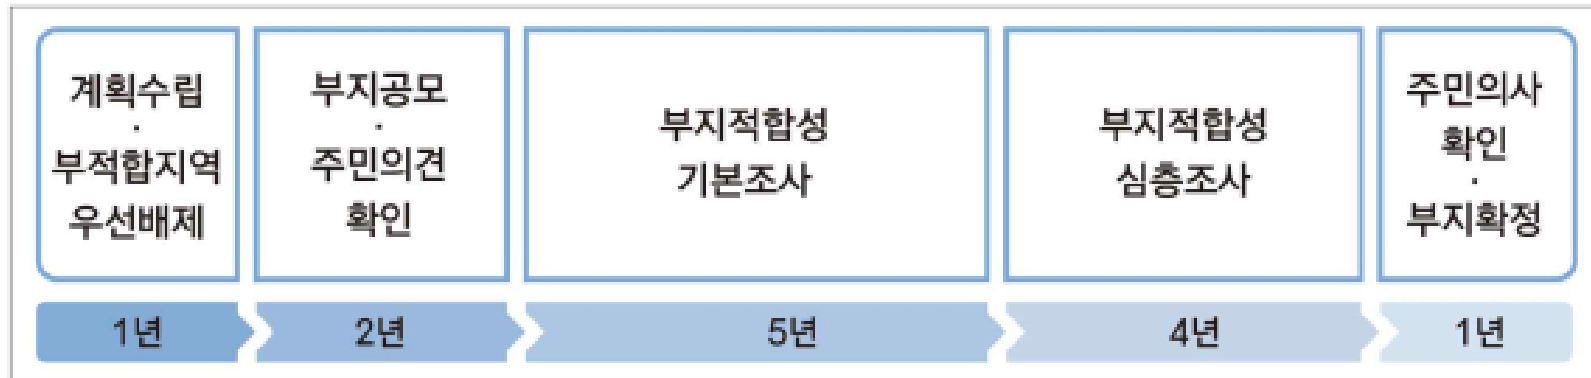 계획수립
·
부적합지역
우선배제
부지공모
·
주민의견
확인
부지적합성
기본조사
부지적합성
심층조사
주민의사
확인
·
부지확정
1년
2년
5년
4년
1년